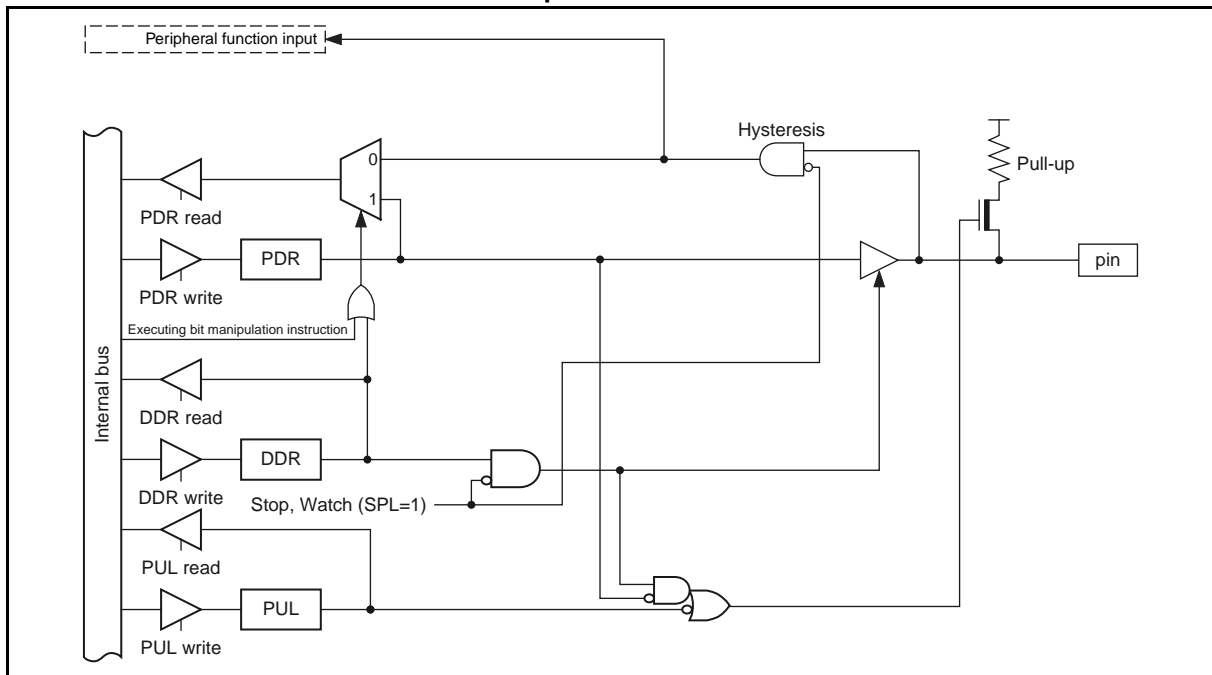 Peripheral function input
Hysteresis
Pull-up
0
1
PDR read
PDR
pin
PDR write
Executing bit manipulation instruction
Internal bus
DDR read
DDR
DDR write
Stop, Watch (SPL=1)
PUL read
PUL
PUL write